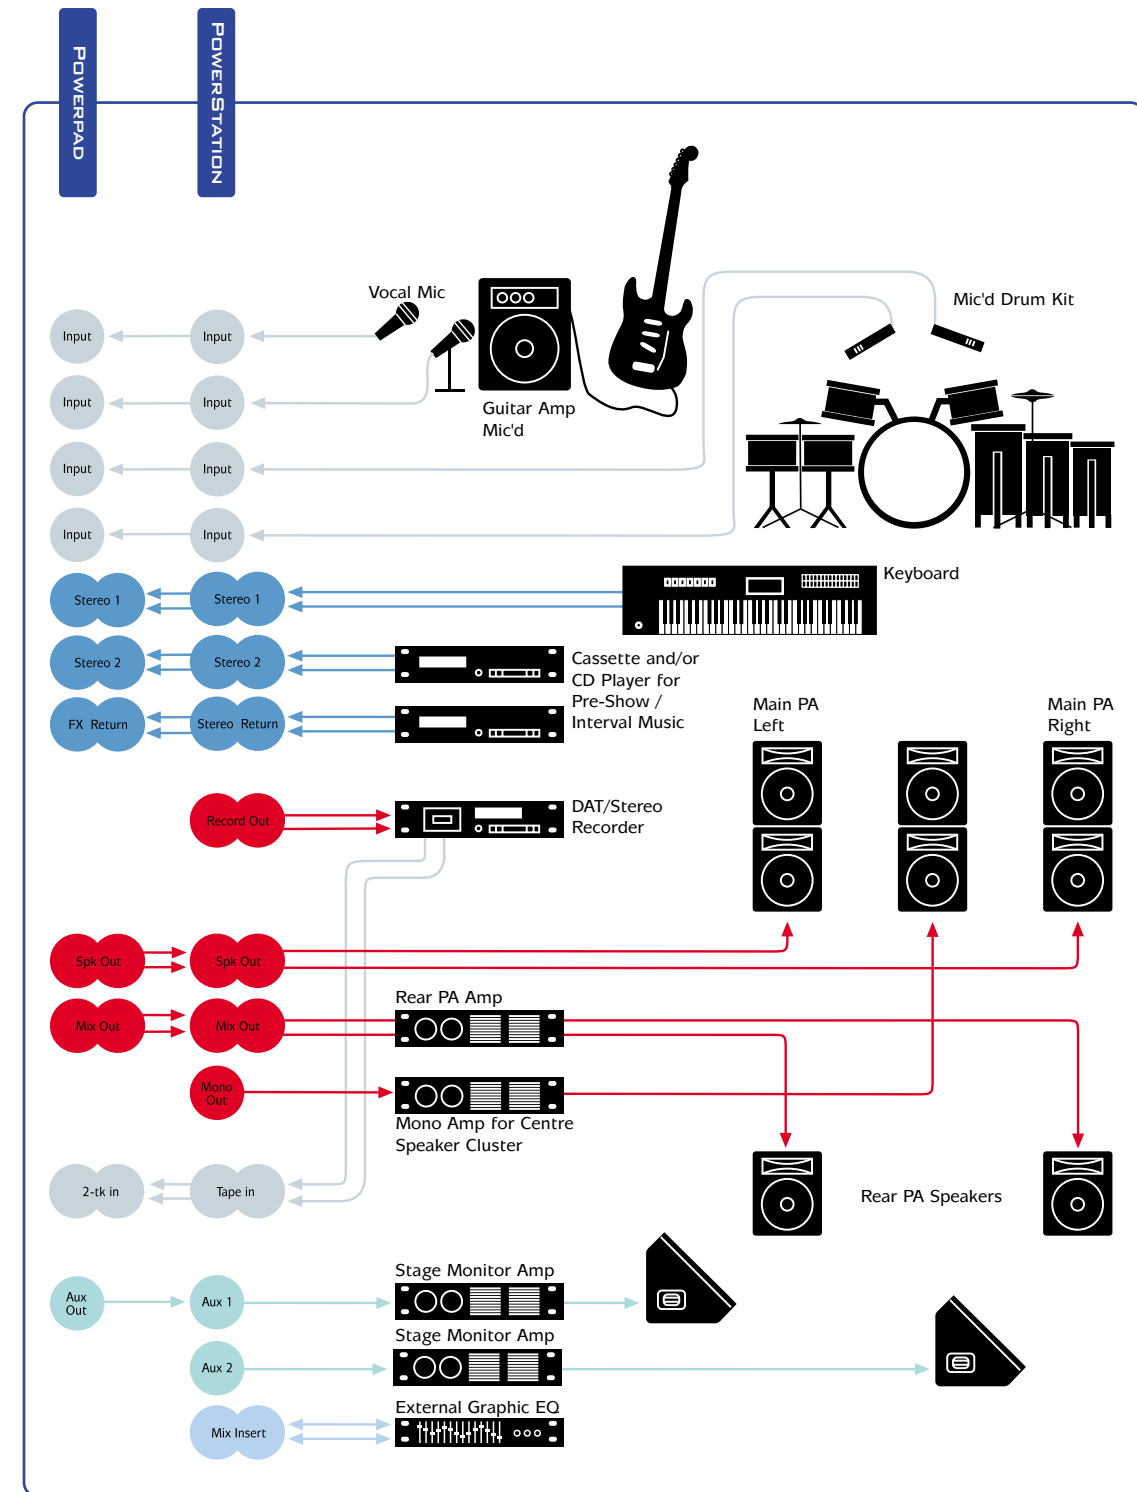 POWERPAD
POWERSTATION
Vocal Mic
Mic'd Drum Kit
Input
Input
Guitar Amp
Mic'd
Input
Input
Input
Input
Input
Input
Keyboard
Stereo 1
Stereo 1
Cassette and/or
CD Player for
Pre-Show /
Interval Music
Stereo 2
Stereo 2
FX Return
Stereo Return
Main PA
Left
Main PA
Right
DAT/Stereo
Recorder
Record Out
Spk Out
Spk Out
Rear PA Amp
Mix Out
Mix Out
Mono
Out
Mono Amp for Centre
Speaker Cluster
2-tk in
Tape in
Rear PA Speakers
Stage Monitor Amp
Aux
Out
Aux 1
Stage Monitor Amp
Aux 2
External Graphic EQ
Mix Insert